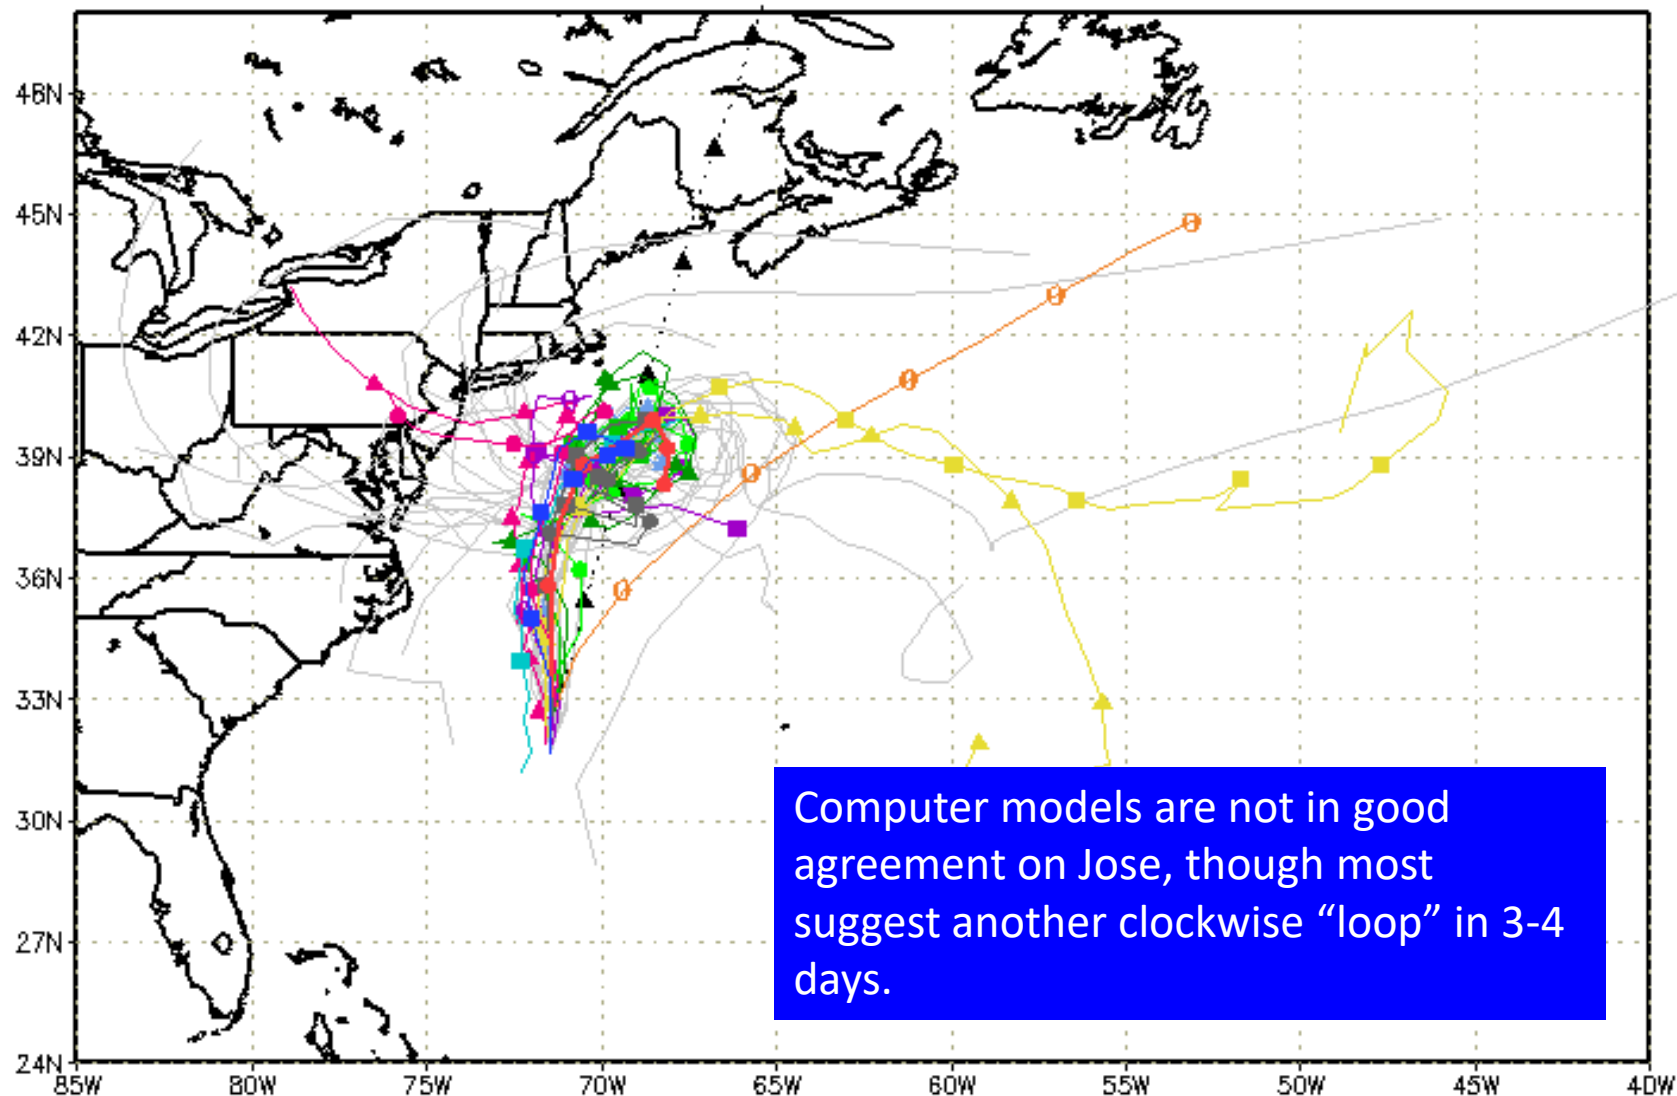 48N
45N
42N
39N
36N
33N
30N
27N
24N
85W 80W 75W 70W 65W 60W 55W 50W 45W 40W
Computer models are not in good
agreement on Jose, though most
suggest another clockwise “loop” in 3-4
days.